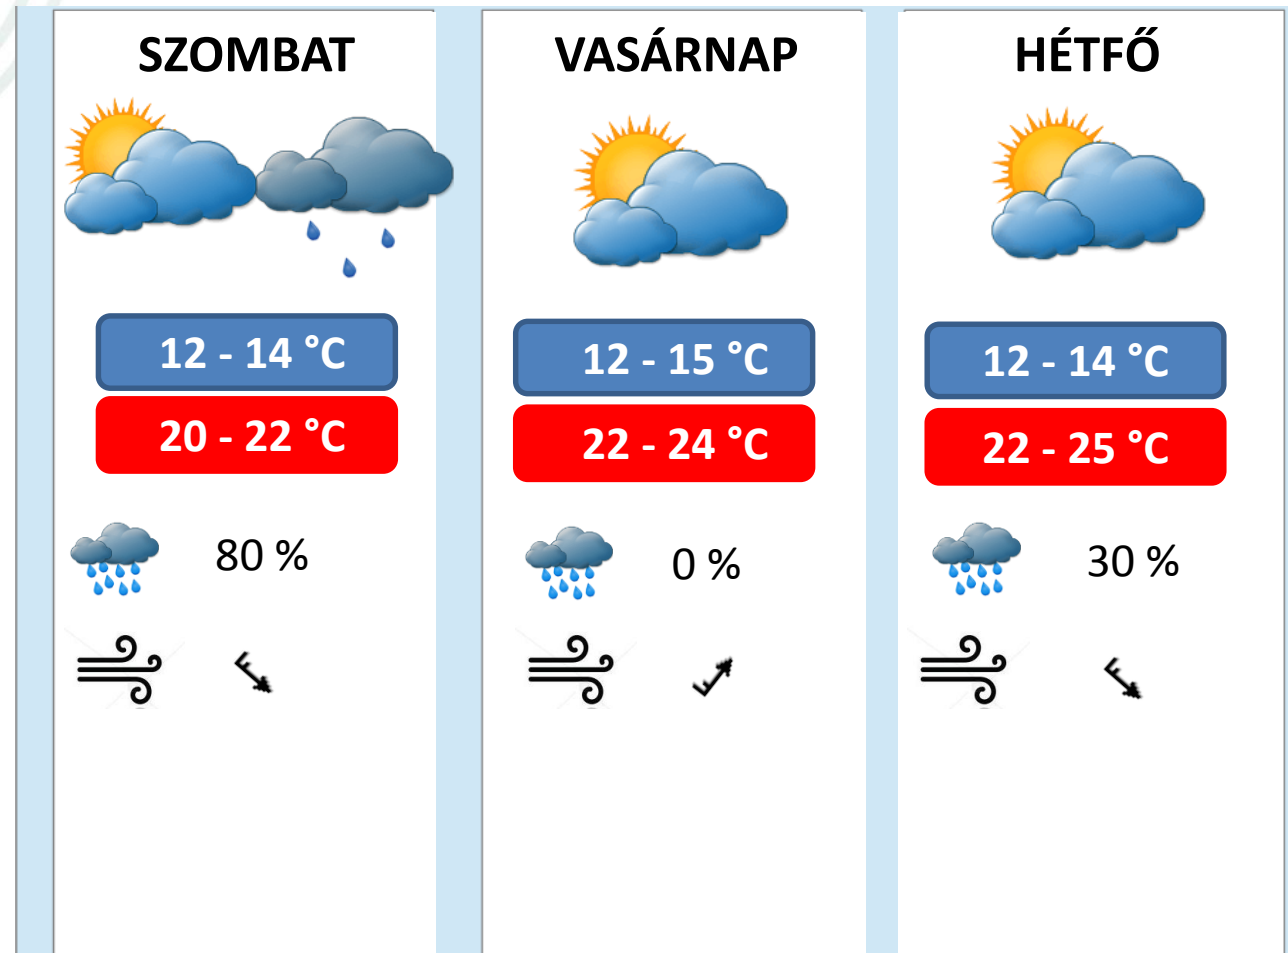 SZOMBAT
12 - 14 °C
20 - 22 °C
80 %
VASÁRNAP
12 - 15 °C
22 - 24 °C
0 %
HÉTFŐ
12 - 14 °C
22 - 25 °C
30 %